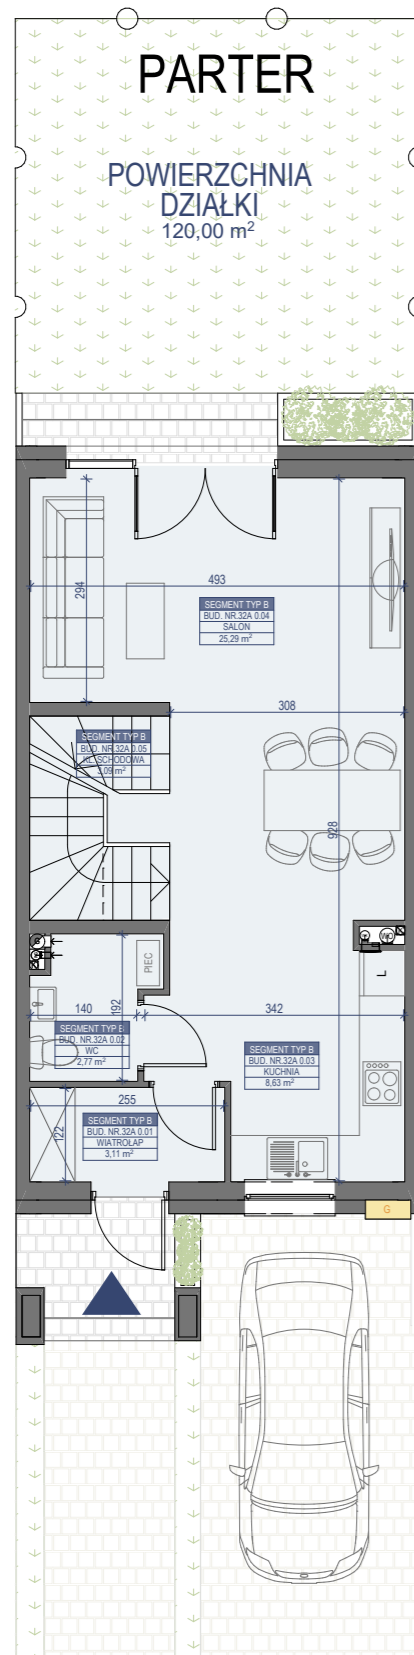 PARTER
POWIERZCHNIA
DZIAŁKI
120,00 m²
493
294
SEGMENT TYP B
BUD. NR.32A 0.04
SALON
25,29 m²
308
SEGMENT TYP B
BUD. NR.32A 0.05
KL. SCHODOWA
3,09 m²
928
PIEC
L
140
192
342
SEGMENT TYP B
BUD. NR.32A 0.02
WC
2,77 m²
SEGMENT TYP B
BUD. NR.32A 0.03
KUCHNIA
8,63 m²
255
122
SEGMENT TYP B
BUD. NR.32A 0.01
WIATROŁAP
3,11 m²
G